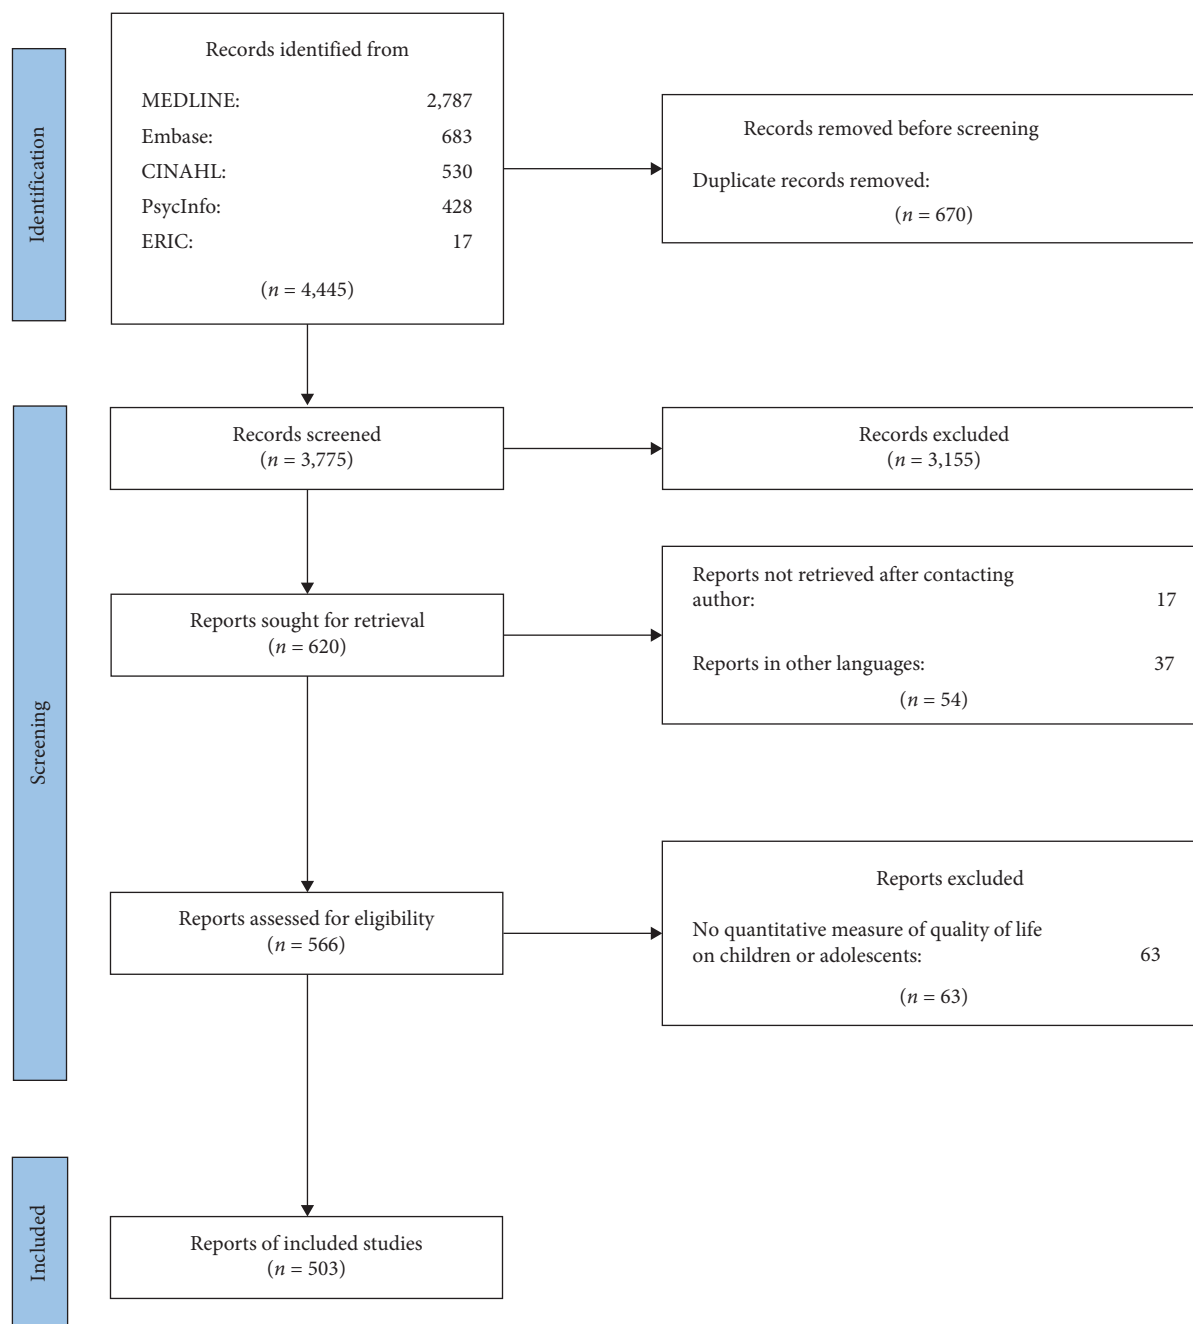 Identification
Records identified from
MEDLINE: 2,787
Embase: 683
CINAHL: 530
PsycInfo: 428
ERIC: 17
(n = 4,445)
Records removed before screening
Duplicate records removed:
(n = 670)
Screening
Records screened
(n = 3,775)
Records excluded
(n = 3,155)
Reports sought for retrieval
(n = 620)
Reports not retrieved after contacting
author: 17
Reports in other languages: 37
(n = 54)
Reports assessed for eligibility
(n = 566)
Reports excluded
No quantitative measure of quality of life
on children or adolescents: 63
(n = 63)
Included
Reports of included studies
(n = 503)